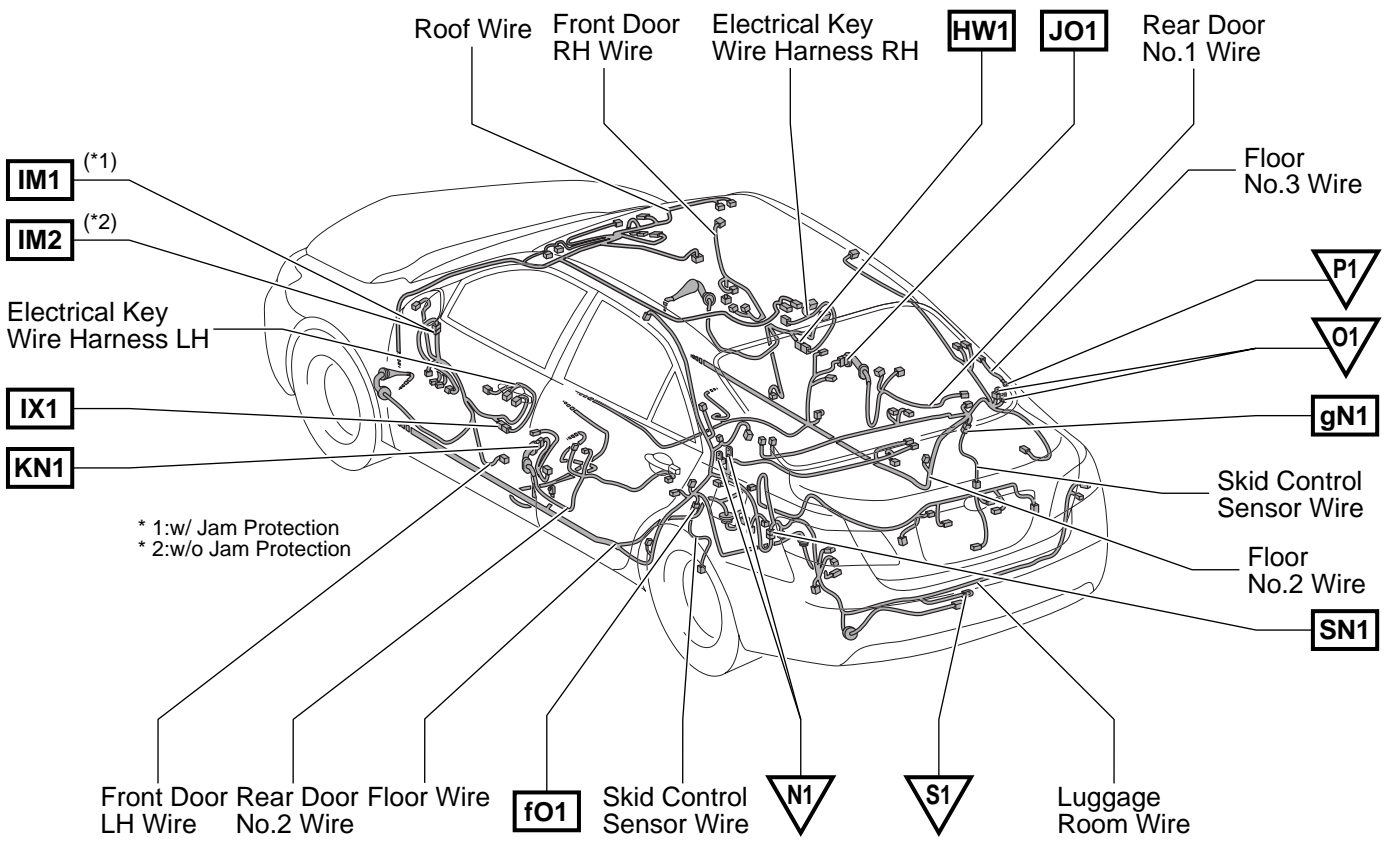 Roof Wire
Front Door
RH Wire
Electrical Key
Wire Harness RH
HW1
JO1
Rear Door
No.1 Wire
Floor
No.3 Wire
IM1
(*1)
IM2
(*2)
Electrical Key
Wire Harness LH
IX1
KN1
* 1:w/ Jam Protection
* 2:w/o Jam Protection
P1
O1
gN1
Skid Control
Sensor Wire
Floor
No.2 Wire
SN1
Front Door
LH Wire
Rear Door
No.2 Wire
Floor Wire
fO1
Skid Control
Sensor Wire
N1
S1
Luggage
Room Wire